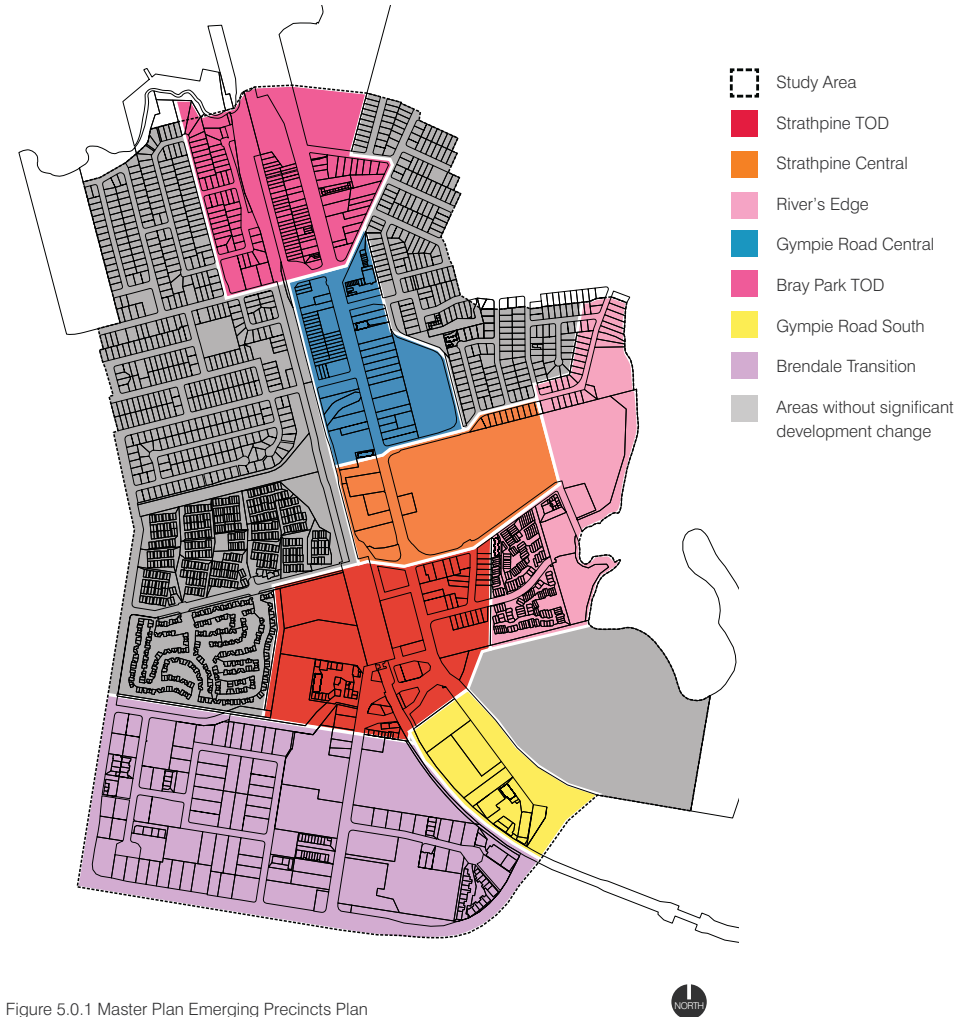 Study Area
Strathpine TOD
Strathpine Central
River's Edge
Gympie Road Central
Bray Park TOD
Gympie Road South
Brendale Transition
Areas without significant
development change
NORTH
Figure 5.0.1 Master Plan Emerging Precincts Plan